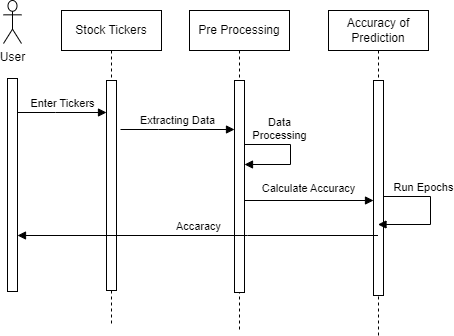 Stock Tickers
Pre Processing
Accuracy of
Prediction
User
Enter Tickers
Extracting Data
Data
Processing
Calculate Accuracy
Run Epochs
Accaracy